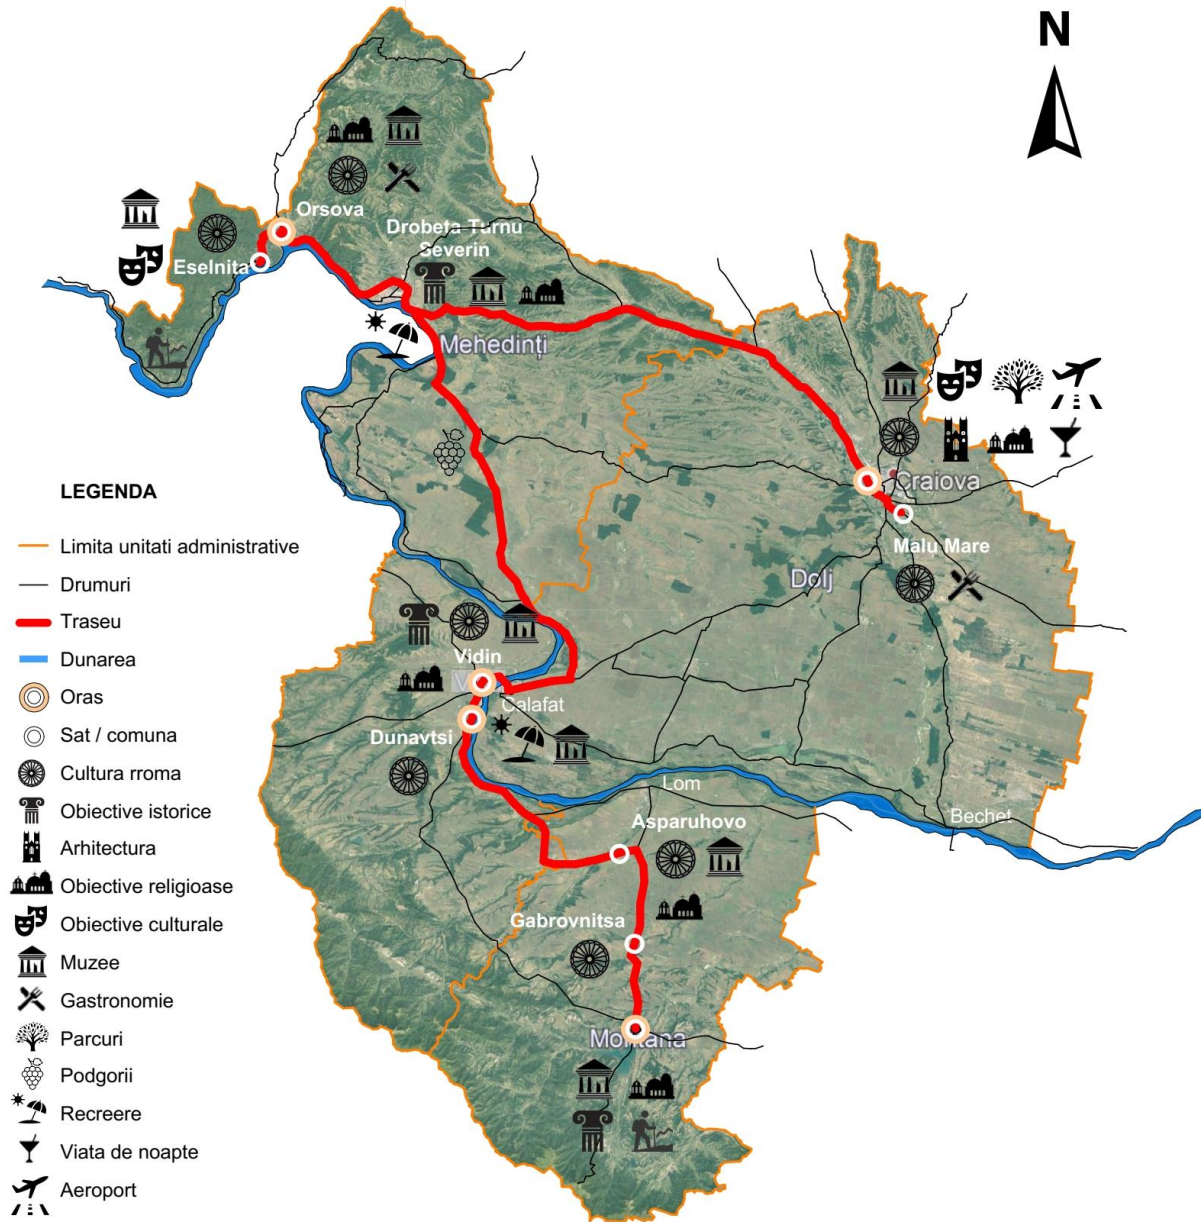 N
Orsova
Drobeta-Turnu
Severin
Eselnita
Mehedinți
Craiova
Malu Mare
Dolj
Vidin
Calafat
Dunavtsi
Lom
Bechet
Asparuhovo
Gabrovnitsa
Montana
LEGENDA
Limita unitati administrative
Drumuri
Traseu
Dunarea
Oras
Sat / comuna
Cultura rroma
Obiective istorice
Arhitectura
Obiective religioase
Obiective culturale
Muzee
Gastronomie
Parcuri
Podgorii
Recreere
Viata de noapte
Aeroport